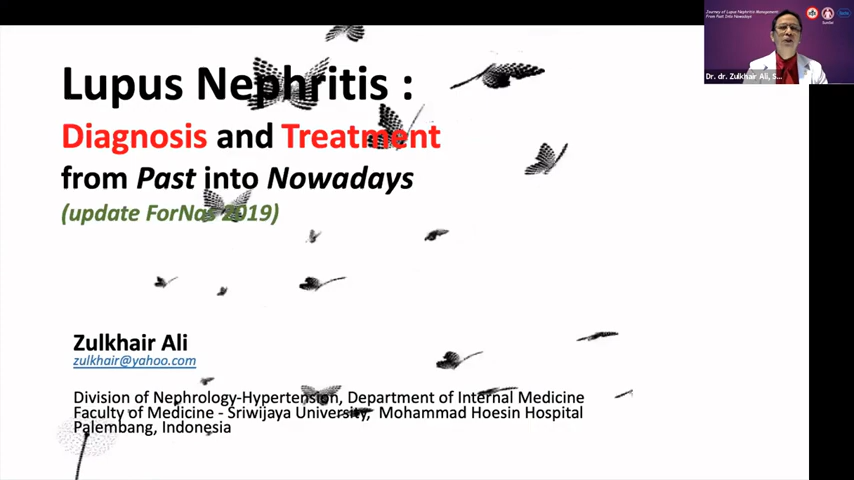 Lupus Nephritis :
Diagnosis and Treatment
from Past into Nowadays
(update ForNas 2019)
Zulkhair Ali
zulkhair@yahoo.com
Division of Nephrology-Hypertension, Department of Internal Medicine
Faculty of Medicine - Sriwijaya University, Mohammad Hoesin Hospital
Palembang, Indonesia
Journey of Lupus Nephritis Management:
From Past Into Nowadays
Dr. dr. Zulkhair Ali, S...